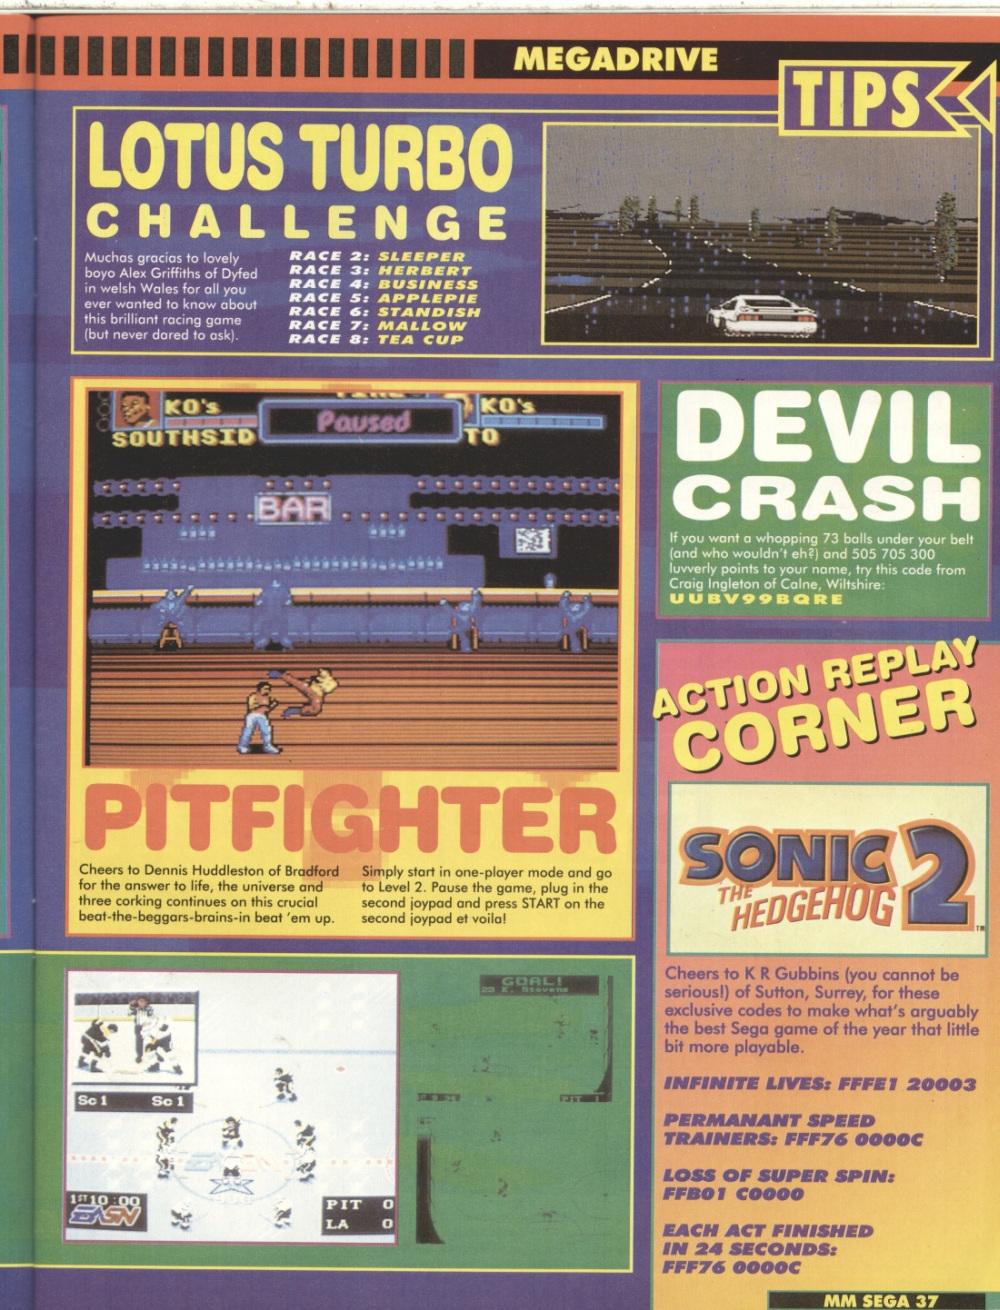 MEGADRIVE
TIPS
LOTUS TURBO
CHALLENGE
Muchas gracias to lovely
boyo Alex Griffiths of Dyfed
in welsh Wales for all you
ever wanted to know about
this brilliant racing game
(but never dared to ask).
RACE 2: SLEEPER
RACE 3: HERBERT
RACE 4: BUSINESS
RACE 5: APPLEPIE
RACE 6: STANDISH
RACE 7: MALLOW
RACE 8: TEA CUP
KO's
Paused
KO's
SOUTHSID
TO
BAR
PITFIGHTER
Cheers to Dennis Huddleston of Bradford
for the answer to life, the universe and
three corking continues on this crucial
beat-the-beggars-brains-in beat 'em up.
Simply start in one-player mode and go
to Level 2. Pause the game, plug in the
second joypad and press START on the
second joypad et voila!
DEVIL
CRASH
If you want a whopping 73 balls under your belt
(and who wouldn't eh?) and 505 705 300
luvverly points to your name, try this code from
Craig Ingleton of Calne, Wiltshire:
UUBV99BQRE
ACTION REPLAY
CORNER
SONIC
THE
HEDGEHOG
2
TM
Cheers to K R Gubbins (you cannot be
serious!) of Sutton, Surrey, for these
exclusive codes to make what's arguably
the best Sega game of the year that little
bit more playable.
INFINITE LIVES: FFFE1 20003
PERMANANT SPEED
TRAINERS: FFF76 0000C
LOSS OF SUPER SPIN:
FFB01 C0000
EACH ACT FINISHED
IN 24 SECONDS:
FFF76 0000C
Sc1 Sc1
1ST 10:00
EASN
PIT 0
LA 0
GOAL!
23 K. Stevens
PIT 1
MM SEGA 37